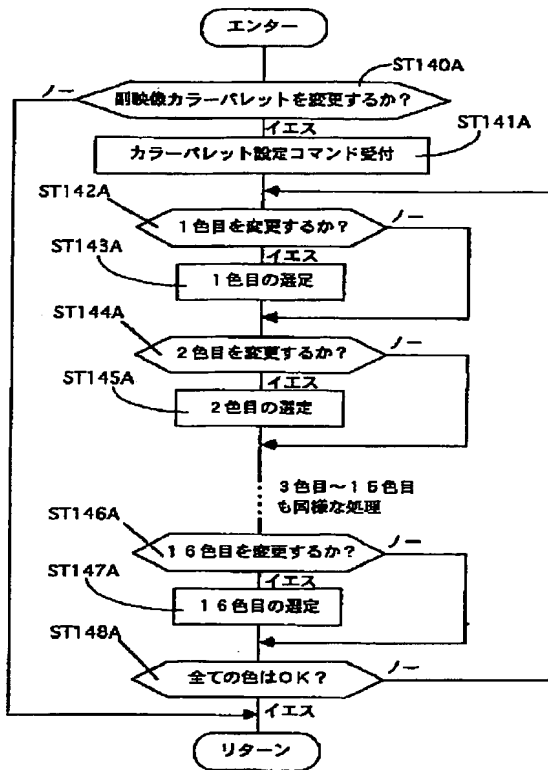 エンター
ST140A
ノー
副映像カラーパレットを変更するか？
イエス
ST141A
カラーパレット設定コマンド受付
ST142A
1色目を変更するか？
ノー
イエス
ST143A
1色目の選定
ST144A
2色目を変更するか？
ノー
イエス
ST145A
2色目の選定
3色目～15色目
も同様な処理
ST146A
16色目を変更するか？
ノー
イエス
ST147A
16色目の選定
ST148A
全ての色はOK？
ノー
イエス
リターン